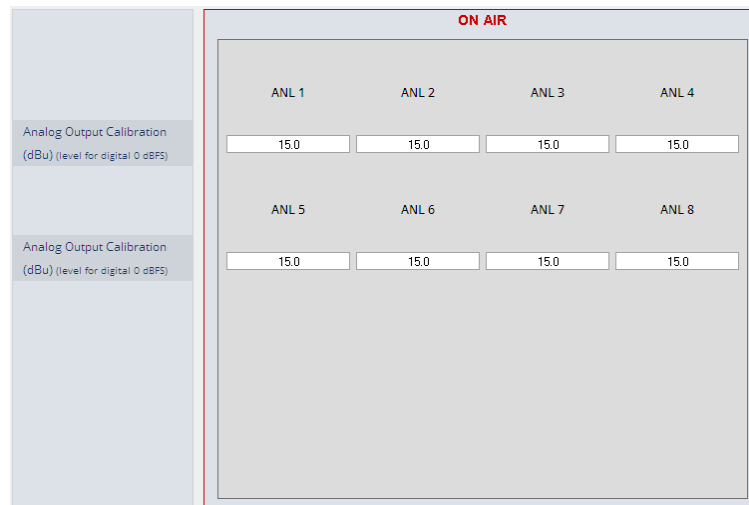 ON AIR
ANL 1 ANL 2 ANL 3 ANL 4
Analog Output Calibration
(dBu) (level for digital 0 dBFS)
15.0 15.0 15.0 15.0
ANL 5 ANL 6 ANL 7 ANL 8
Analog Output Calibration
(dBu) (level for digital 0 dBFS)
15.0 15.0 15.0 15.0